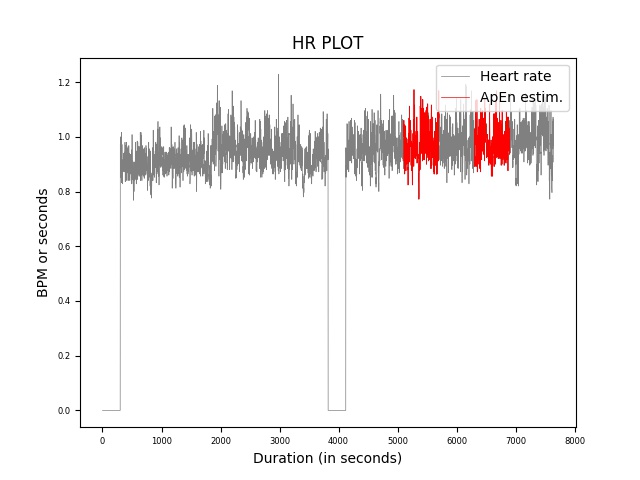 HR PLOT
Heart rate
ApEn estim.
BPM or seconds
1.2
1.0
0.8
0.6
0.4
0.2
0.0
0 1000 2000 3000 4000 5000 6000 7000 8000
Duration (in seconds)